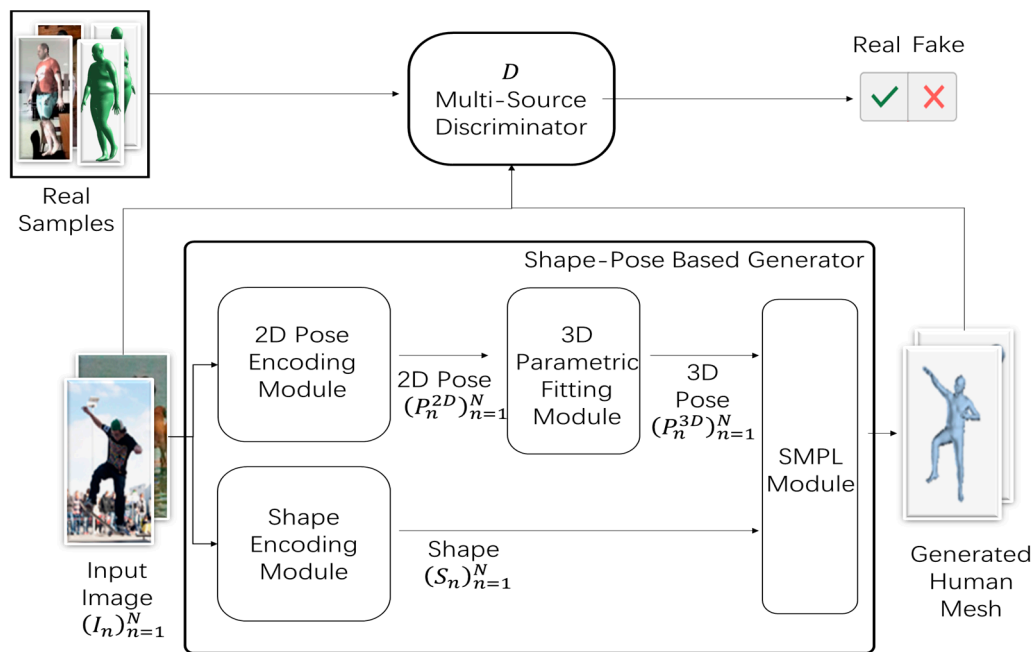 Real Fake
D
Multi-Source
Discriminator
Real
Samples
Shape-Pose Based Generator
2D Pose
Encoding
Module
2D Pose
$(P_n^{2D})_{n=1}^N$
3D
Parametric
Fitting
Module
3D
Pose
$(P_n^{3D})_{n=1}^N$
SMPL
Module
Shape
Encoding
Module
Shape
$(S_n)_{n=1}^N$
Input
Image
$(I_n)_{n=1}^N$
Generated
Human
Mesh